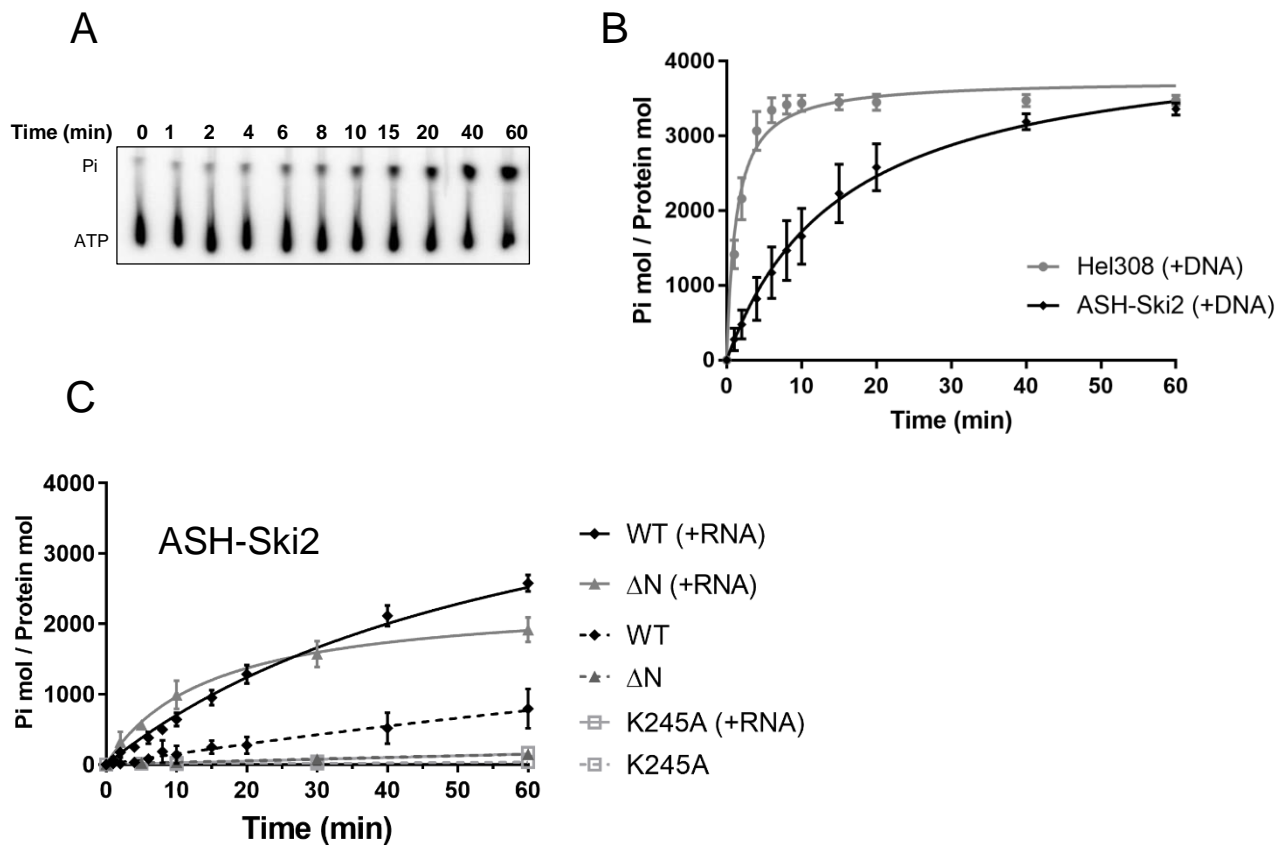 A
Time (min) 0 1 2 4 6 8 10 15 20 40 60
Pi
ATP
B
4000
3000
2000
1000
0
Pi mol / Protein mol
Hel308 (+DNA)
ASH-Ski2 (+DNA)
0 10 20 30 40 50 60
Time (min)
C
4000
3000
2000
1000
0
Pi mol / Protein mol
ASH-Ski2
WT (+RNA)
ΔN (+RNA)
WT
ΔN
K245A (+RNA)
K245A
0 10 20 30 40 50 60
Time (min)